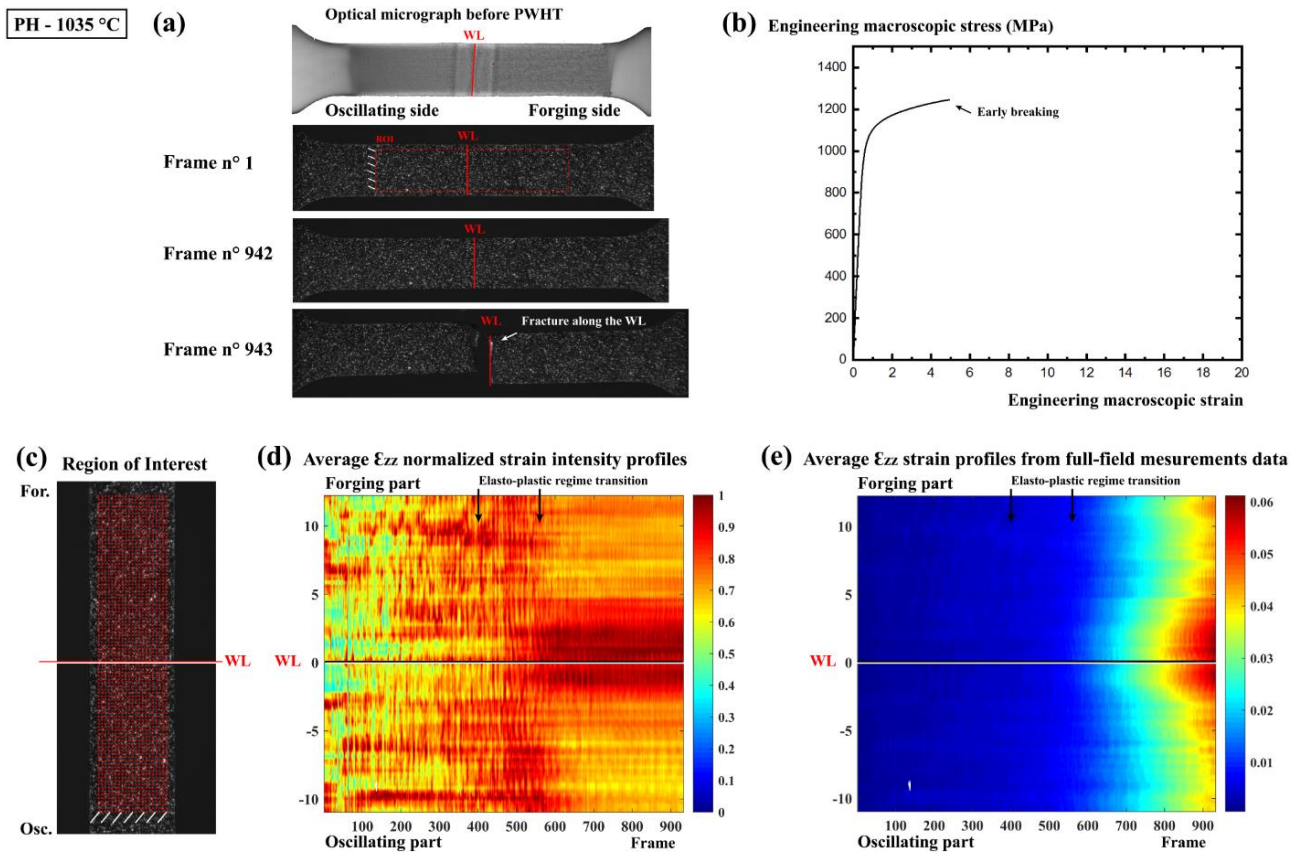 PH - 1035 °C
(a)
Optical micrograph before PWHT
WL
Oscillating side
Forging side
Frame n° 1
ROI
WL
Frame n° 942
WL
Frame n° 943
WL
Fracture along the WL
(b)
Engineering macroscopic stress (MPa)
1400
1200
1000
800
600
400
200
0
Early breaking
0 2 4 6 8 10 12 14 16 18 20
Engineering macroscopic strain
(c)
Region of Interest
For.
WL
Osc.
(d)
Average Ɛzz normalized strain intensity profiles
Forging part
Elasto-plastic regime transition
10
5
WL
0
-5
-10
100 200 300 400 500 600 700 800 900
Oscillating part
Frame
1
0.9
0.8
0.7
0.6
0.5
0.4
0.3
0.2
0.1
0
(e)
Average Ɛzz strain profiles from full-field mesurements data
Forging part
Elasto-plastic regime transition
10
5
WL
0
-5
-10
100 200 300 400 500 600 700 800 900
Oscillating part
Frame
0.06
0.05
0.04
0.03
0.02
0.01